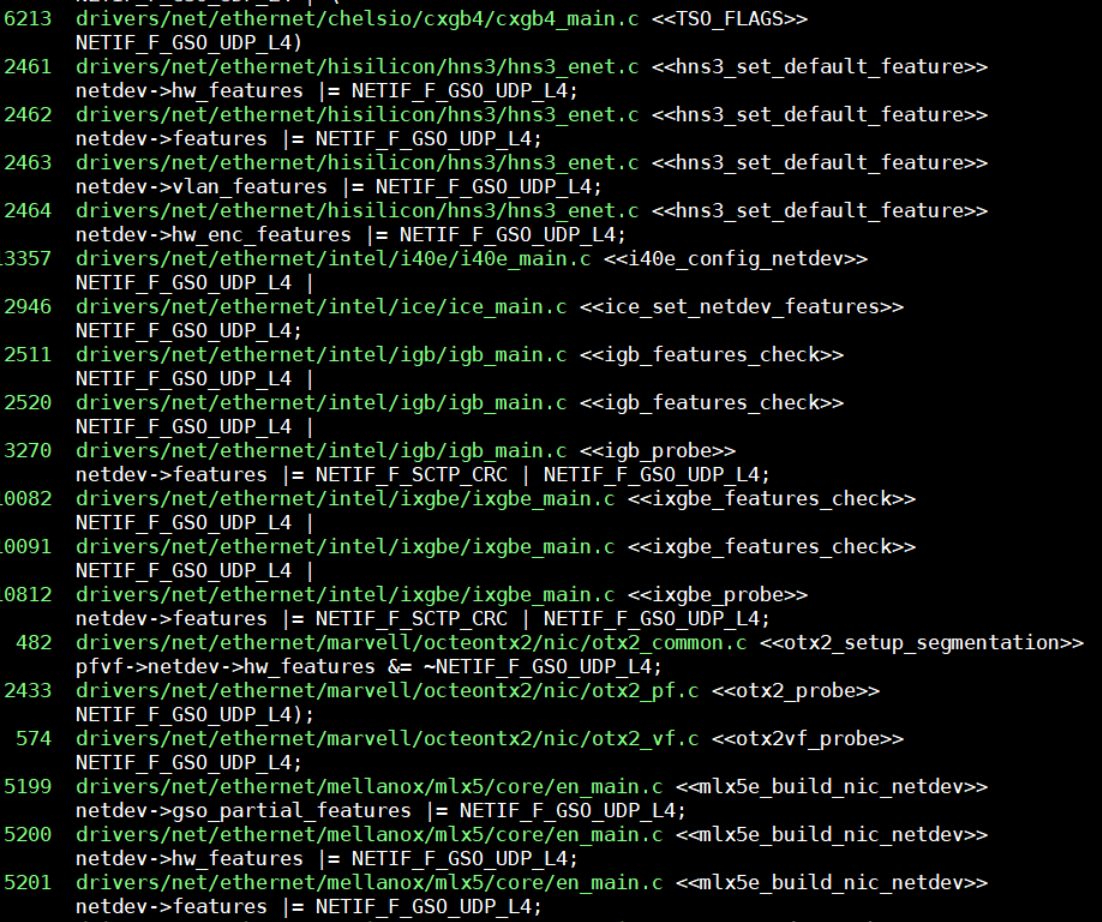 6213 drivers/net/ethernet/chelsio/cxgb4/cxgb4_main.c <<TSO_FLAGS>>
NETIF_F_GSO_UDP_L4)
2461 drivers/net/ethernet/hisilicon/hns3/hns3_enet.c <<hns3_set_default_feature>>
netdev->hw_features |= NETIF_F_GSO_UDP_L4;
2462 drivers/net/ethernet/hisilicon/hns3/hns3_enet.c <<hns3_set_default_feature>>
netdev->features |= NETIF_F_GSO_UDP_L4;
2463 drivers/net/ethernet/hisilicon/hns3/hns3_enet.c <<hns3_set_default_feature>>
netdev->vlan_features |= NETIF_F_GSO_UDP_L4;
2464 drivers/net/ethernet/hisilicon/hns3/hns3_enet.c <<hns3_set_default_feature>>
netdev->hw_enc_features |= NETIF_F_GSO_UDP_L4;
3357 drivers/net/ethernet/intel/i40e/i40e_main.c <<i40e_config_netdev>>
NETIF_F_GSO_UDP_L4 |
2946 drivers/net/ethernet/intel/ice/ice_main.c <<ice_set_netdev_features>>
NETIF_F_GSO_UDP_L4;
2511 drivers/net/ethernet/intel/igb/igb_main.c <<igb_features_check>>
NETIF_F_GSO_UDP_L4 |
2520 drivers/net/ethernet/intel/igb/igb_main.c <<igb_features_check>>
NETIF_F_GSO_UDP_L4 |
3270 drivers/net/ethernet/intel/igb/igb_main.c <<igb_probe>>
netdev->features |= NETIF_F_SCTP_CRC | NETIF_F_GSO_UDP_L4;
0082 drivers/net/ethernet/intel/ixgbe/ixgbe_main.c <<ixgbe_features_check>>
NETIF_F_GSO_UDP_L4 |
0091 drivers/net/ethernet/intel/ixgbe/ixgbe_main.c <<ixgbe_features_check>>
NETIF_F_GSO_UDP_L4 |
0812 drivers/net/ethernet/intel/ixgbe/ixgbe_main.c <<ixgbe_probe>>
netdev->features |= NETIF_F_SCTP_CRC | NETIF_F_GSO_UDP_L4;
482 drivers/net/ethernet/marvell/octeontx2/nic/otx2_common.c <<otx2_setup_segmentation>>
pfvf->netdev->hw_features &= ~NETIF_F_GSO_UDP_L4;
2433 drivers/net/ethernet/marvell/octeontx2/nic/otx2_pf.c <<otx2_probe>>
NETIF_F_GSO_UDP_L4);
574 drivers/net/ethernet/marvell/octeontx2/nic/otx2_vf.c <<otx2vf_probe>>
NETIF_F_GSO_UDP_L4;
5199 drivers/net/ethernet/mellanox/mlx5/core/en_main.c <<mlx5e_build_nic_netdev>>
netdev->gso_partial_features |= NETIF_F_GSO_UDP_L4;
5200 drivers/net/ethernet/mellanox/mlx5/core/en_main.c <<mlx5e_build_nic_netdev>>
netdev->hw_features |= NETIF_F_GSO_UDP_L4;
5201 drivers/net/ethernet/mellanox/mlx5/core/en_main.c <<mlx5e_build_nic_netdev>>
netdev->features |= NETIF_F_GSO_UDP_L4;